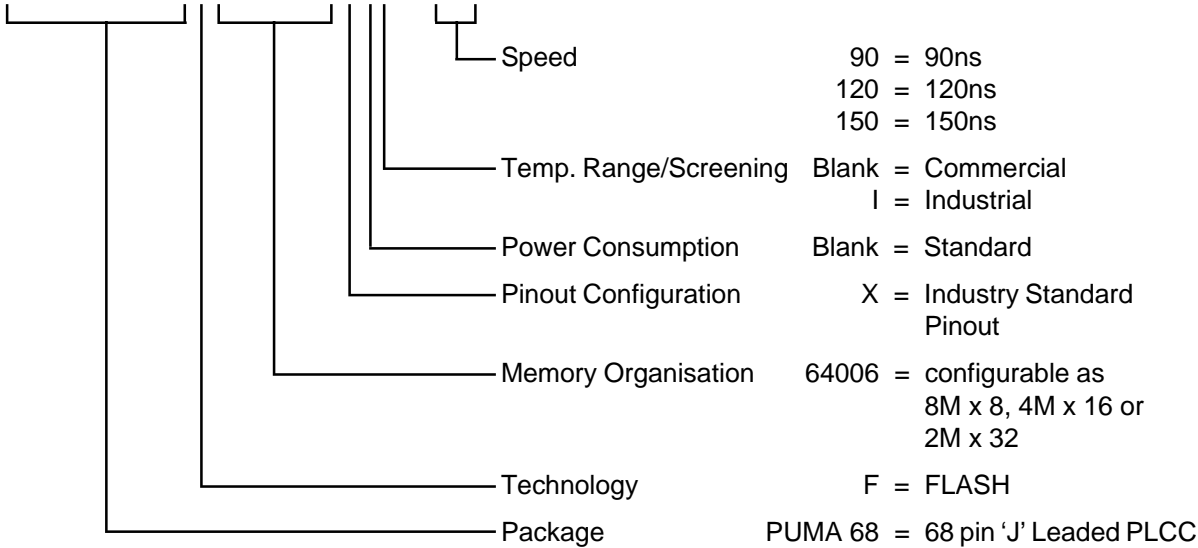 Speed 90 = 90ns
120 = 120ns
150 = 150ns
Temp. Range/Screening Blank = Commercial
I = Industrial
Power Consumption Blank = Standard
Pinout Configuration X = Industry Standard
Pinout
Memory Organisation 64006 = configurable as
8M x 8, 4M x 16 or
2M x 32
Technology F = FLASH
Package PUMA 68 = 68 pin ‘J’ Leaded PLCC